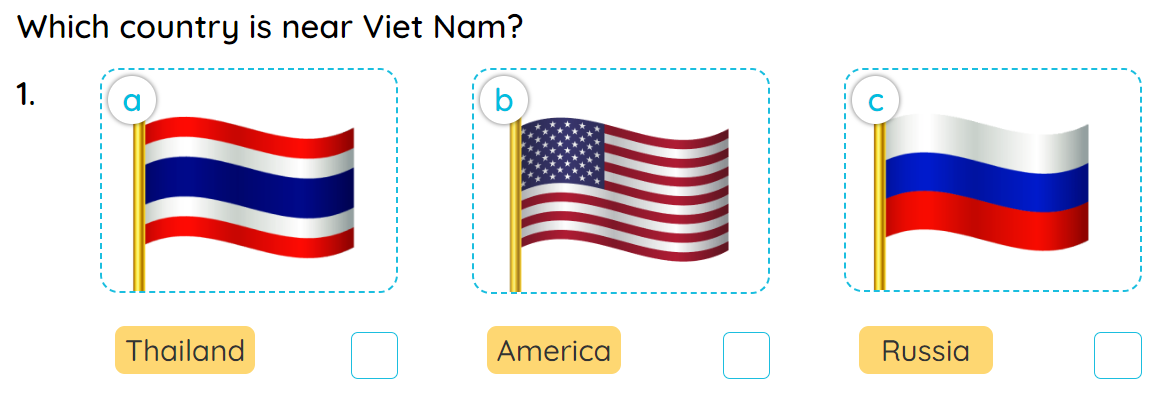 Which country is near Viet Nam?
1.
a b c
Thailand America Russia